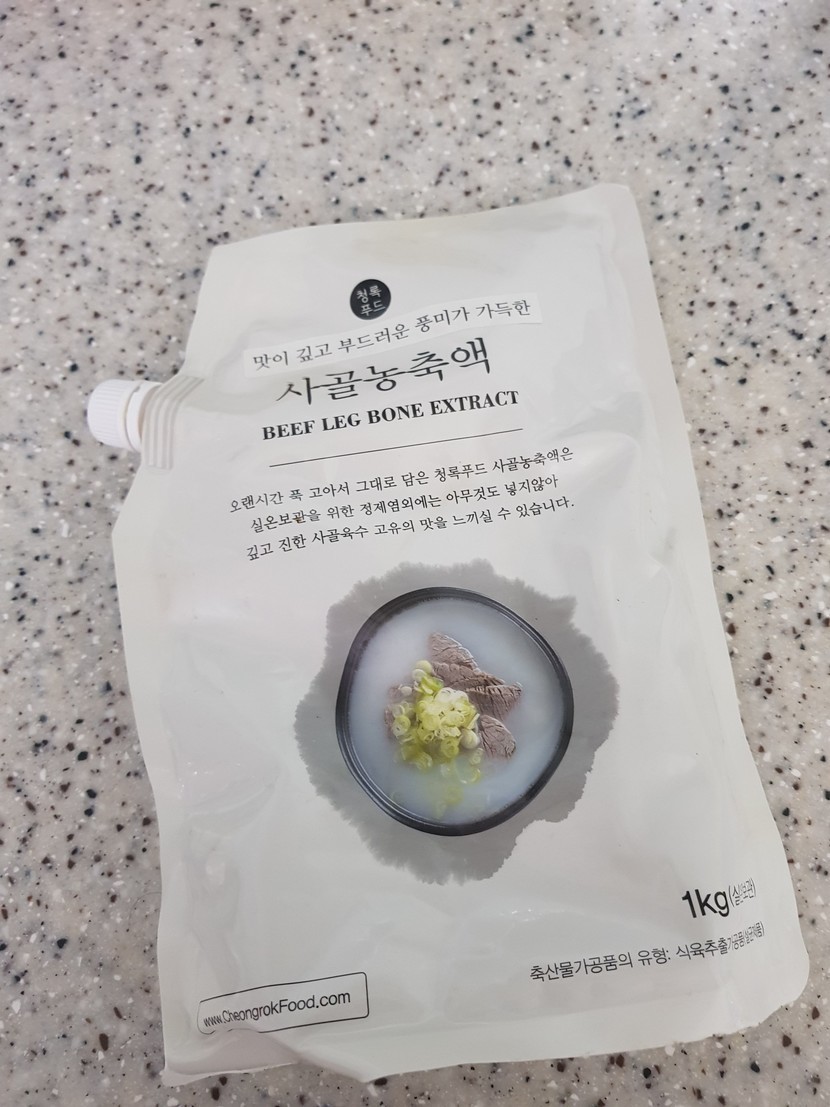 청록
푸드
맛이 깊고 부드러운 풍미가 가득한
사골농축액
BEEF LEG BONE EXTRACT
오랜시간 푹 고아서 그대로 담은 청록푸드 사골농축액은
실온보관을 위한 정제염외에는 아무것도 넣지않아
깊고 진한 사골육수 고유의 맛을 느끼실 수 있습니다.
1kg(실온보관)
축산물가공품의 유형: 식육추출가공품(살균제품)
www.CheongrokFood.com